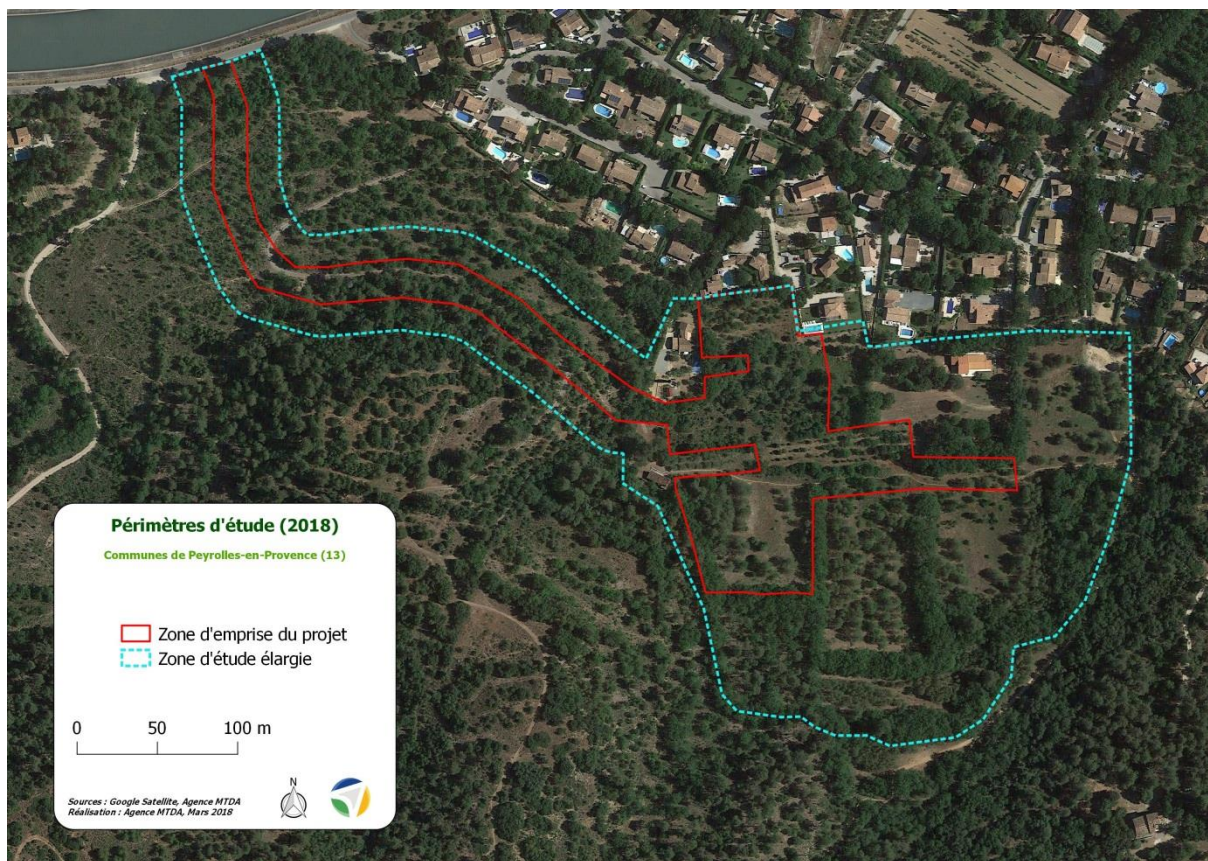 Périmètres d'étude (2018)
Communes de Peyrolles-en-Provence (13)
Zone d'emprise du projet
Zone d'étude élargie
0 50 100 m
N
Sources : Google Satellite, Agence MTDA
Réalisation : Agence MTDA, Mars 2018